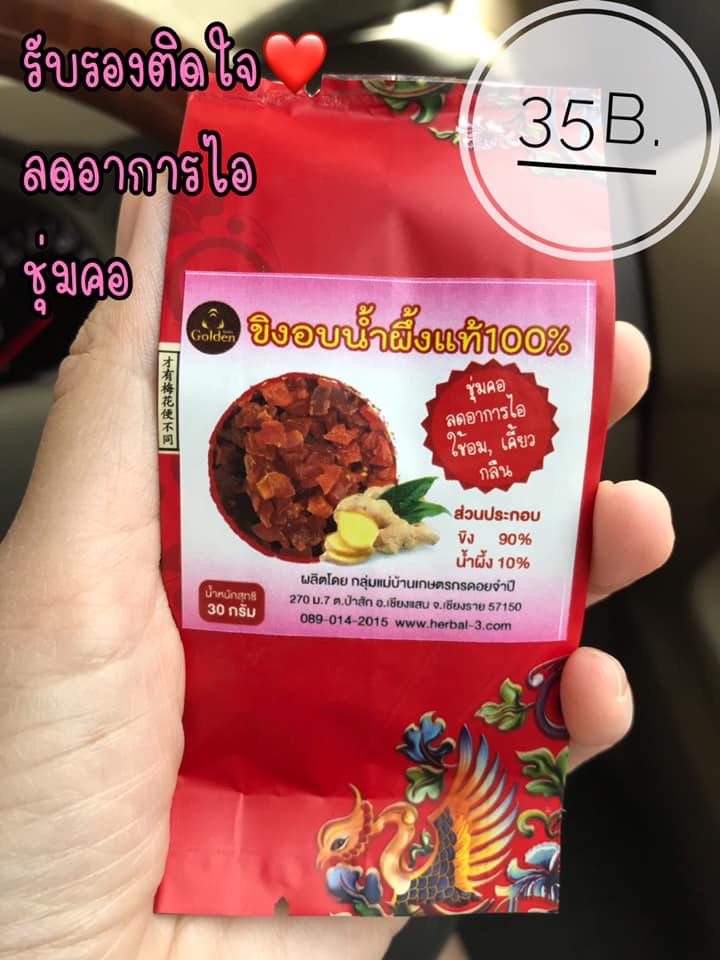 รับรองติดใจ❤️
ลดอาการไอ
ชุ่มคอ
35B.
Golden
ขิงอบน้ำผึ้งแท้100%
ชุ่มคอ
ลดอาการไอ
ใช้อม, เคี้ยว
กลืน
才有梅花便不同
ส่วนประกอบ
ขิง 90%
น้ำผึ้ง 10%
น้ำหนักสุทธิ
30 กรัม
ผลิตโดย กลุ่มแม่บ้านเกษตรกรดอยจำปี
270 ม.7 ต.ป่าสัก อ.เชียงแสน จ.เชียงราย 57150
089-014-2015 www.herbal-3.com